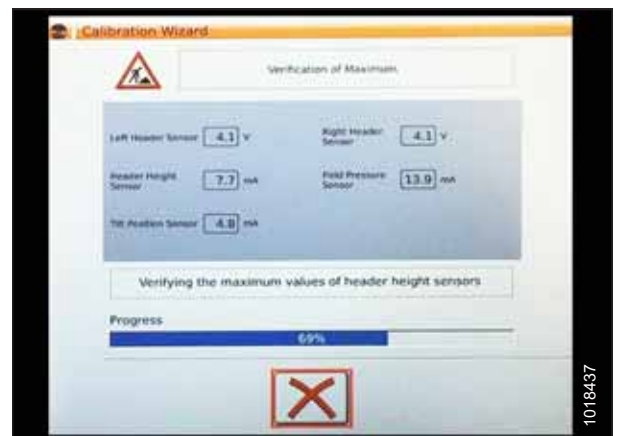 Calibration Wizard
Verification of Maximum
Left Header Sensor 4.1 V
Right Header Sensor 4.1 V
Header Height Sensor 7.7 mA
Field Pressure Sensor 13.9 mA
Tilt Position Sensor 4.8 mA
Verifying the maximum values of header height sensors
Progress
69%
1018437